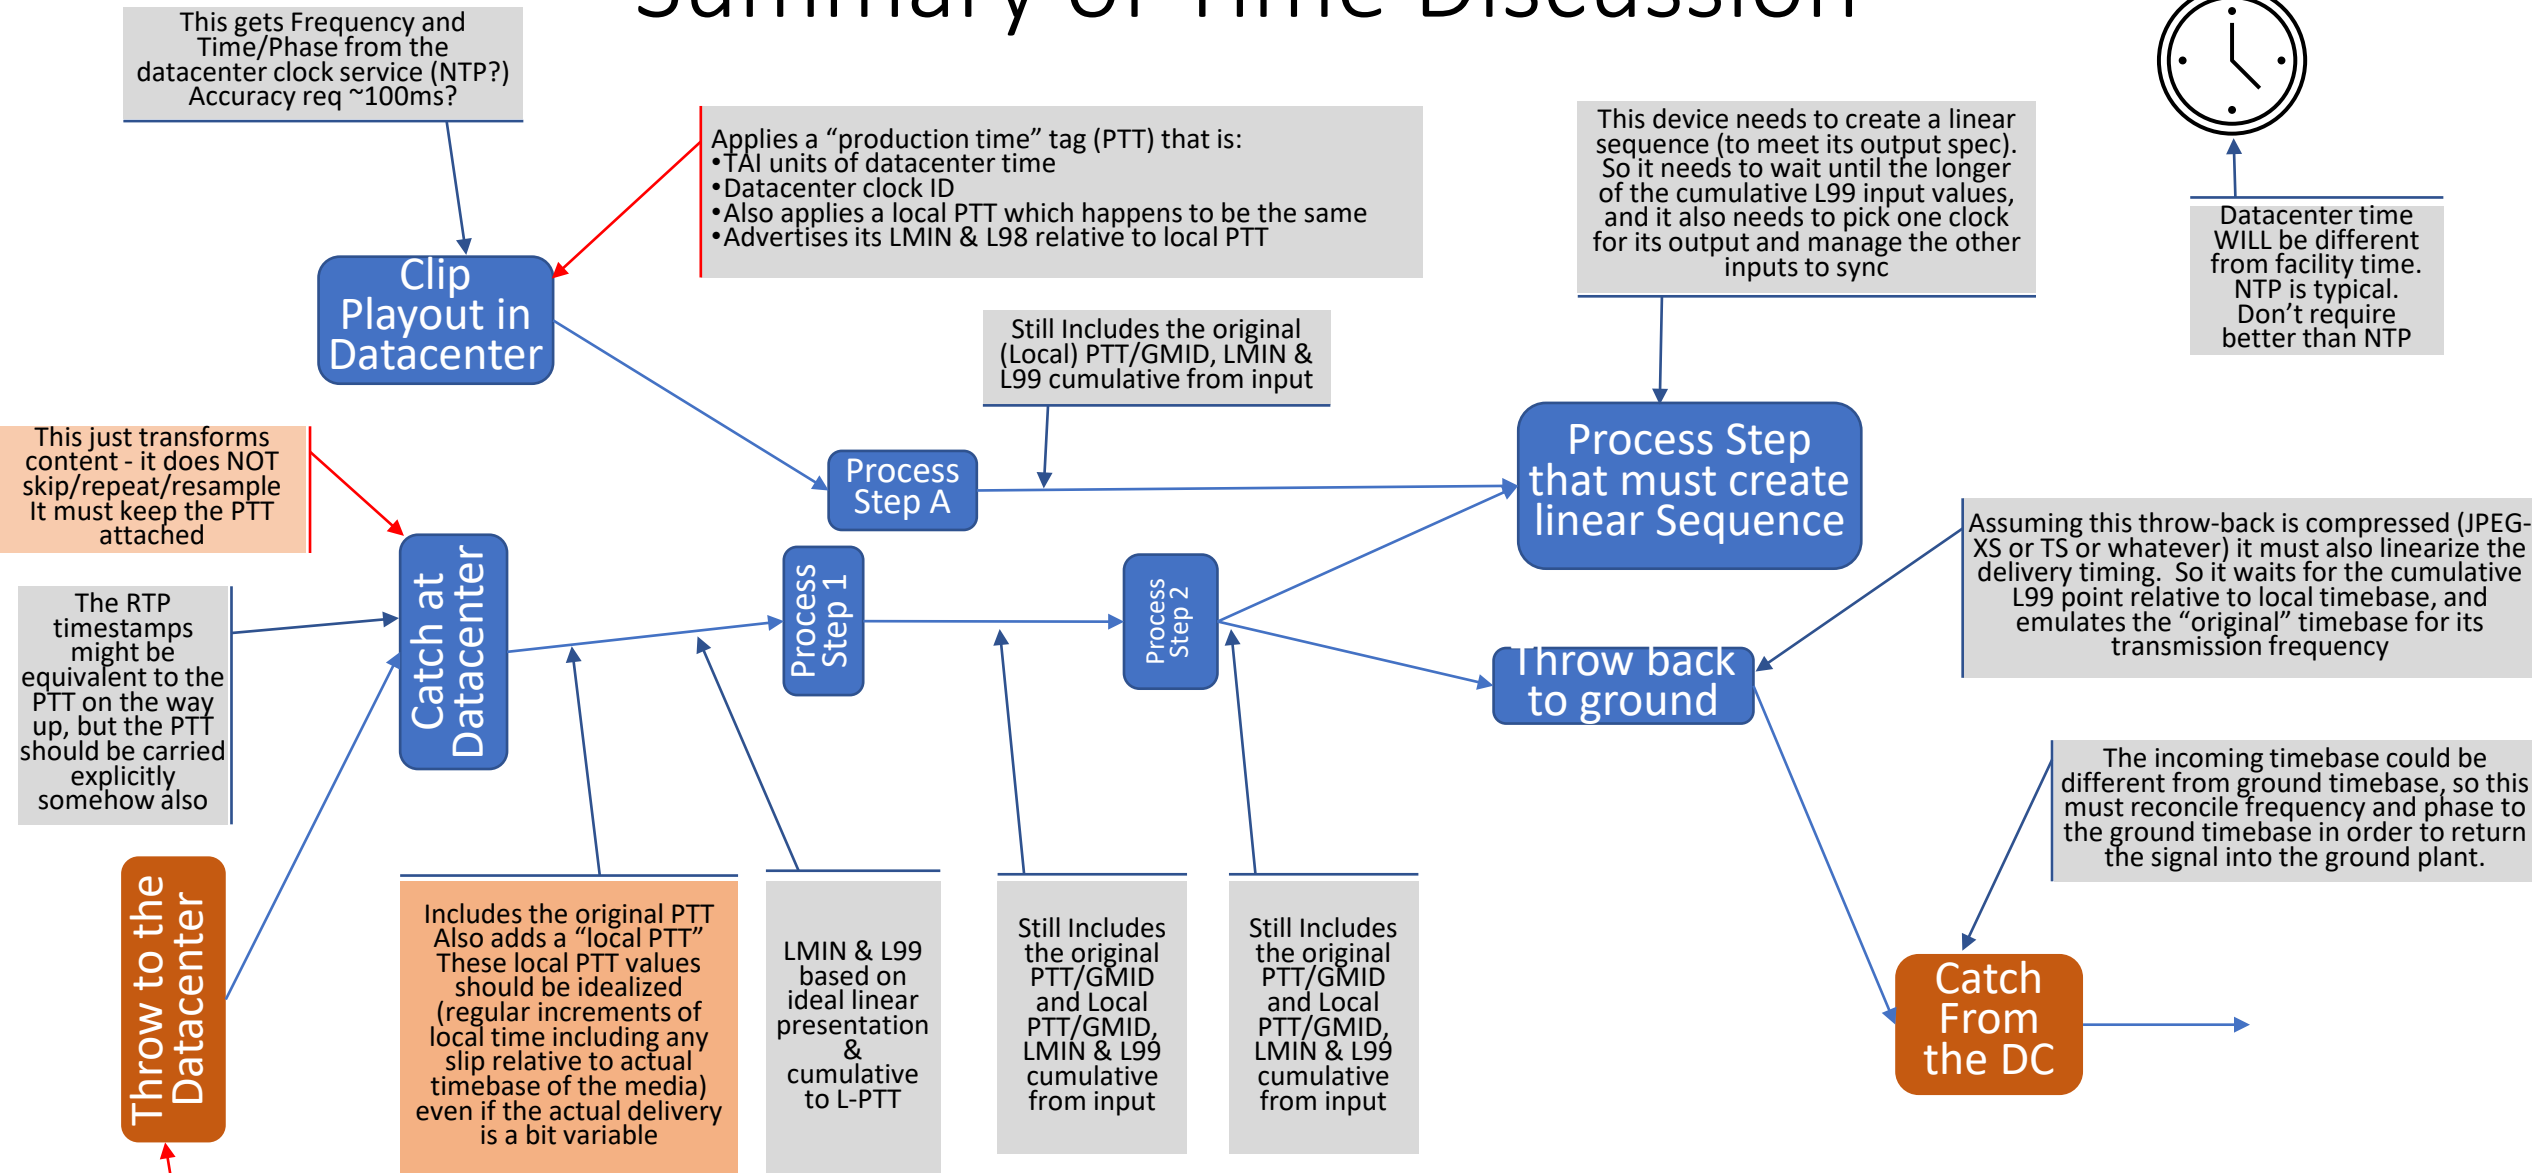 Summary of Time Discussion
This gets Frequency and
Time/Phase from the
datacenter clock service (NTP?)
Accuracy req ~100ms?
Applies a “production time” tag (PTT) that is:
•TAI units of datacenter time
•Datacenter clock ID
•Also applies a local PTT which happens to be the same
•Advertises its LMIN & L98 relative to local PTT
This device needs to create a linear
sequence (to meet its output spec).
So it needs to wait until the longer
of the cumulative L99 input values,
and it also needs to pick one clock
for its output and manage the other
inputs to sync
Datacenter time
WILL be different
from facility time.
NTP is typical.
Don’t require
better than NTP
Clip
Playout in
Datacenter
Still Includes the original
(Local) PTT/GMID, LMIN &
L99 cumulative from input
This just transforms
content - it does NOT
skip/repeat/resample
It must keep the PTT
attached
Process
Step A
Process Step
that must create
linear Sequence
Assuming this throw-back is compressed (JPEG-
XS or TS or whatever) it must also linearize the
delivery timing.  So it waits for the cumulative
L99 point relative to local timebase, and
emulates the “original” timebase for its
transmission frequency
The RTP
timestamps
might be
equivalent to the
PTT on the way
up, but the PTT
should be carried
explicitly
somehow also
Catch at
Datacenter
Process
Step 1
Process
Step 2
Throw back
to ground
The incoming timebase could be
different from ground timebase, so this
must reconcile frequency and phase to
the ground timebase in order to return
the signal into the ground plant.
Throw to the
Datacenter
Includes the original PTT
Also adds a “local PTT”
These local PTT values
should be idealized
(regular increments of
local time including any
slip relative to actual
timebase of the media)
even if the actual delivery
is a bit variable
LMIN & L99
based on
ideal linear
presentation
&
cumulative
to L-PTT
Still Includes
the original
PTT/GMID
and Local
PTT/GMID,
LMIN & L99
cumulative
from input
Still Includes
the original
PTT/GMID
and Local
PTT/GMID,
LMIN & L99
cumulative
from input
Catch
From
the DC